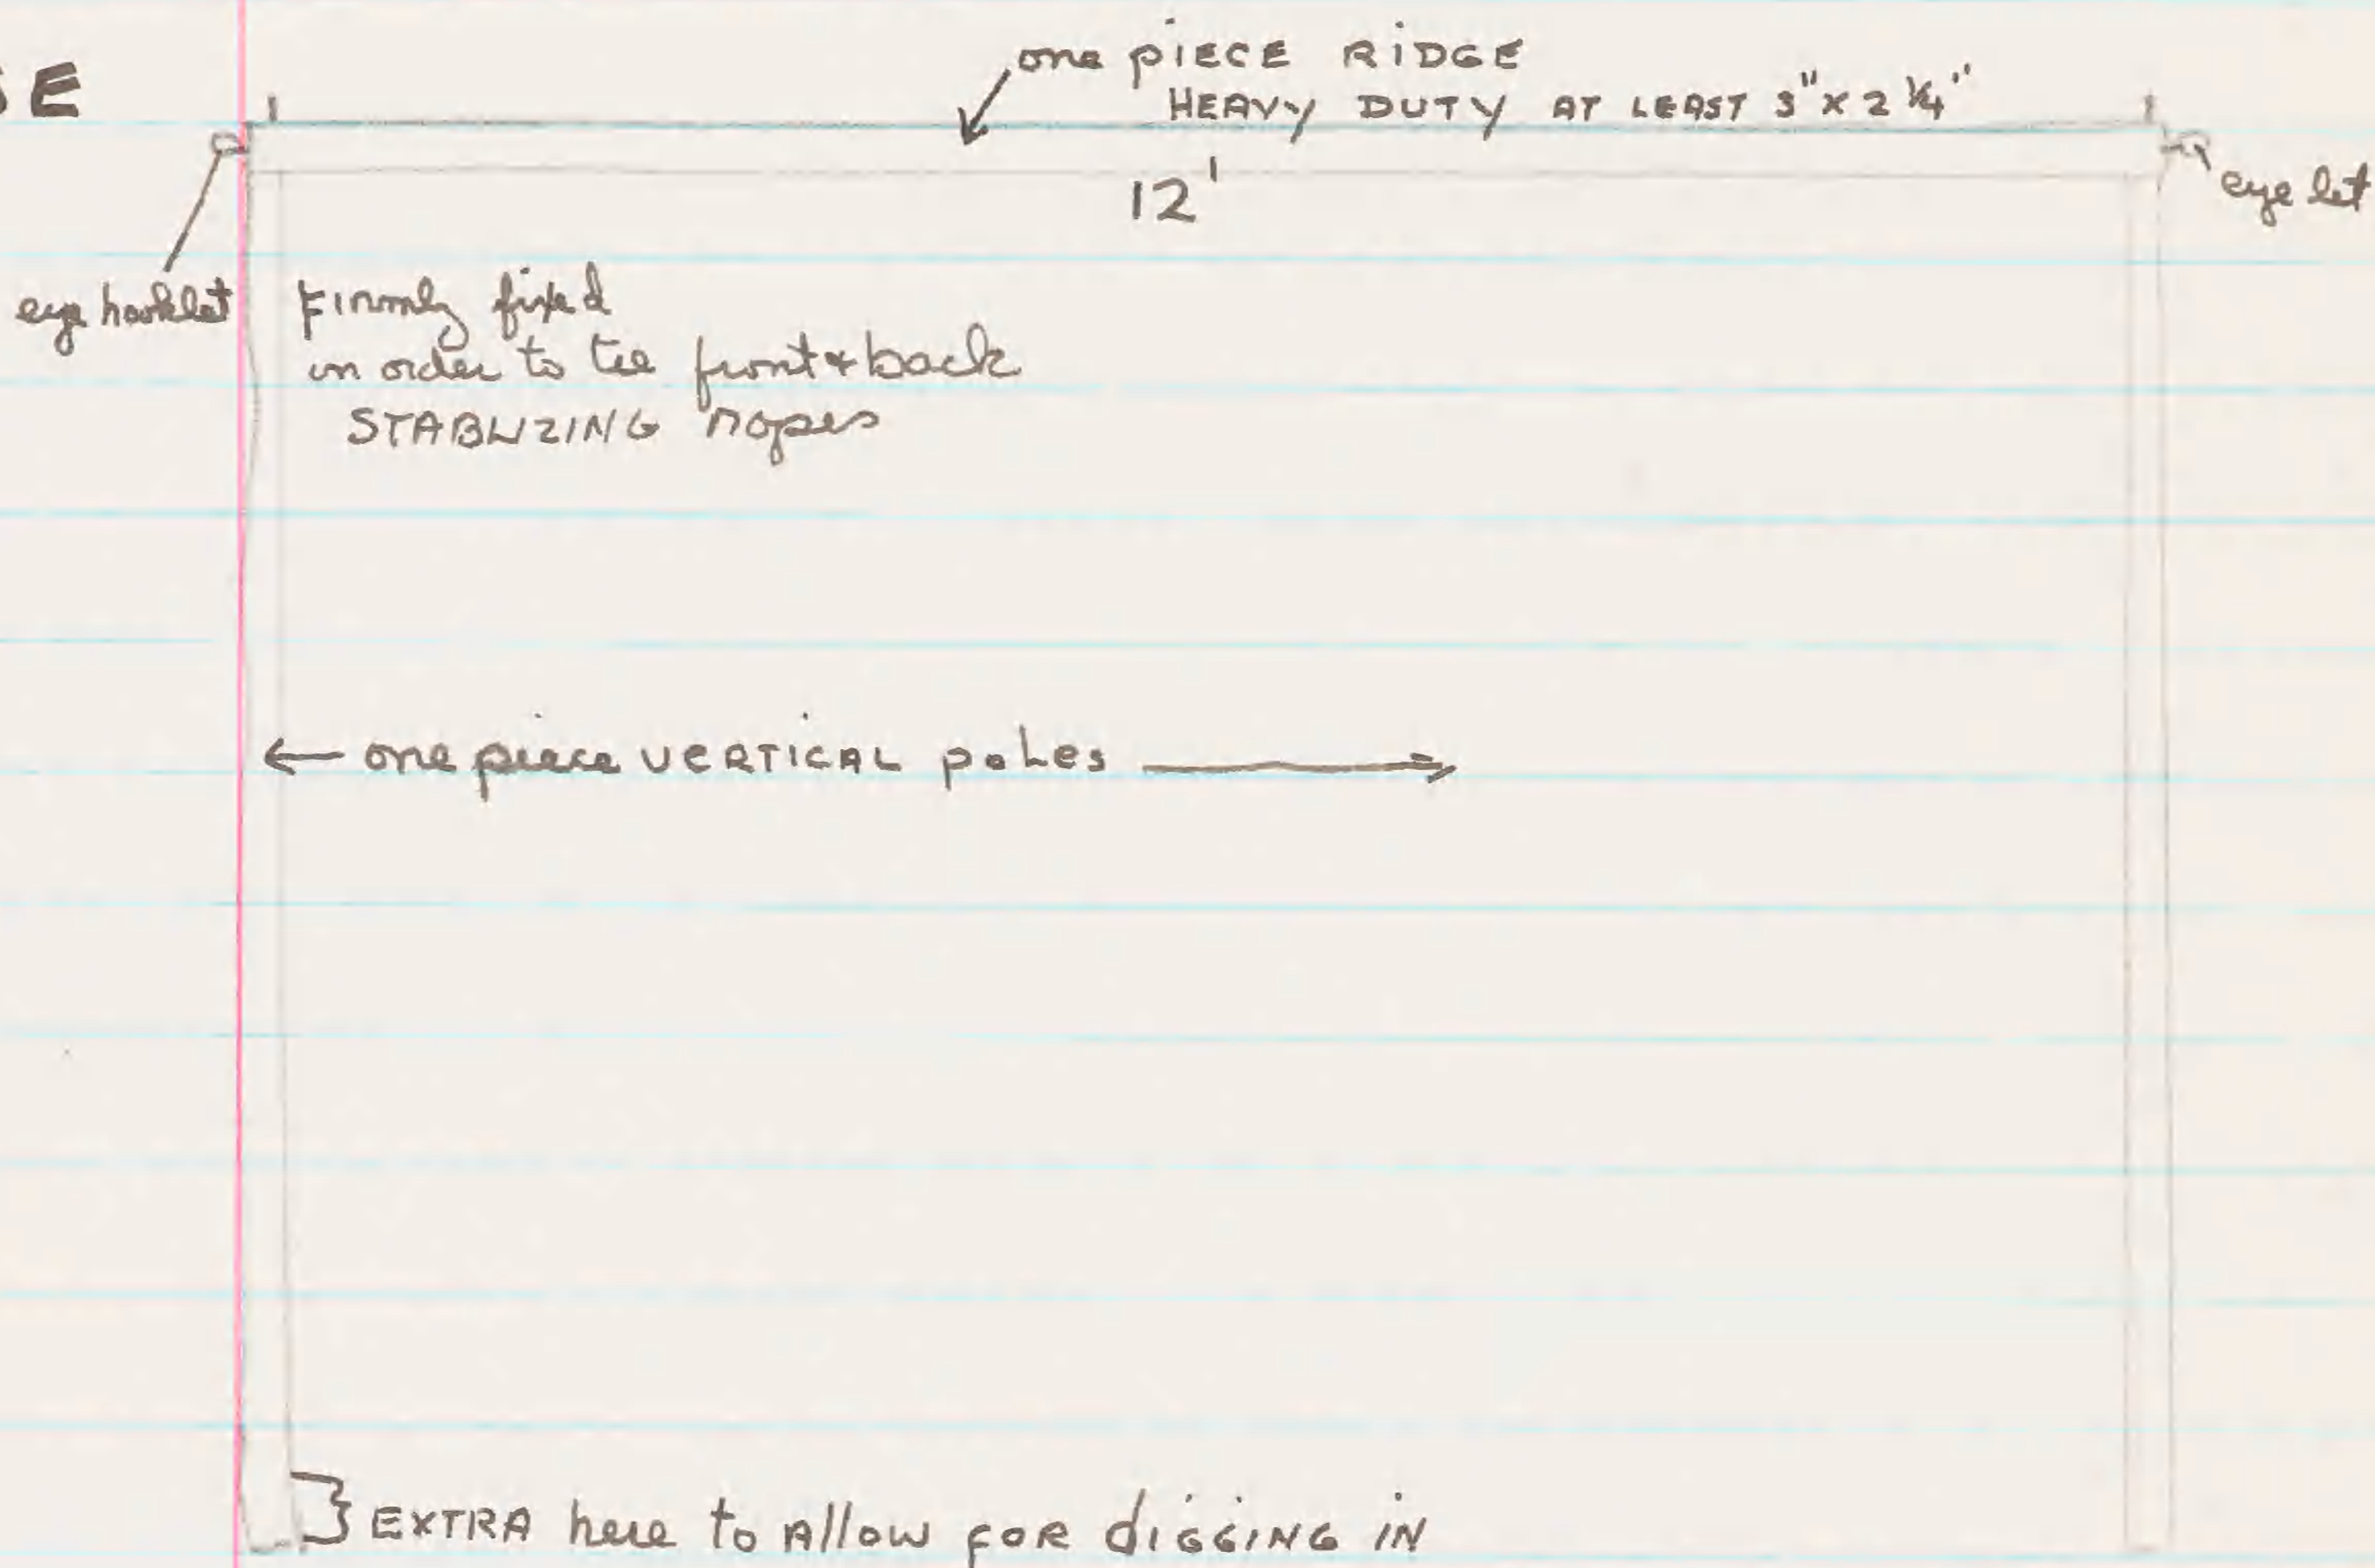 SE
one PIECE RIDGE
HEAVY DUTY AT LEAST 3" x 2 1/4"
12'
eye let
eye hooklet
Firmly fixed
in order to tie front & back
STABLIZING ropes
← one piece VERTICAL poles →
EXTRA here to Allow FOR diGGING IN